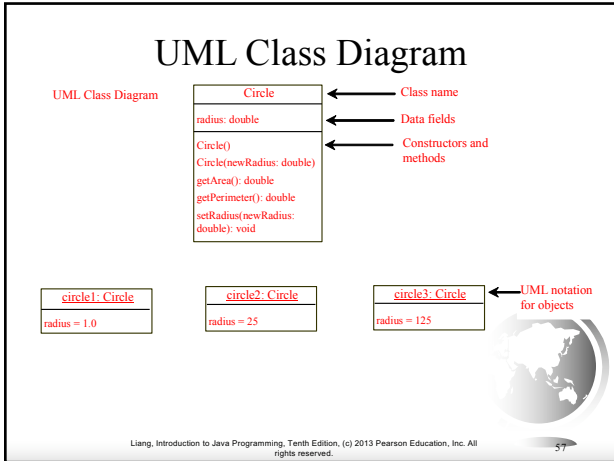 UML Class Diagram
UML Class Diagram
Circle
Class name
radius: double
Data fields
Circle()
Circle(newRadius: double)
getArea(): double
getPerimeter(): double
setRadius(newRadius:
double): void
Constructors and
methods
circle1: Circle
radius = 1.0
circle2: Circle
radius = 25
circle3: Circle
radius = 125
UML notation
for objects
Liang, Introduction to Java Programming, Tenth Edition, (c) 2013 Pearson Education, Inc. All
rights reserved.
57